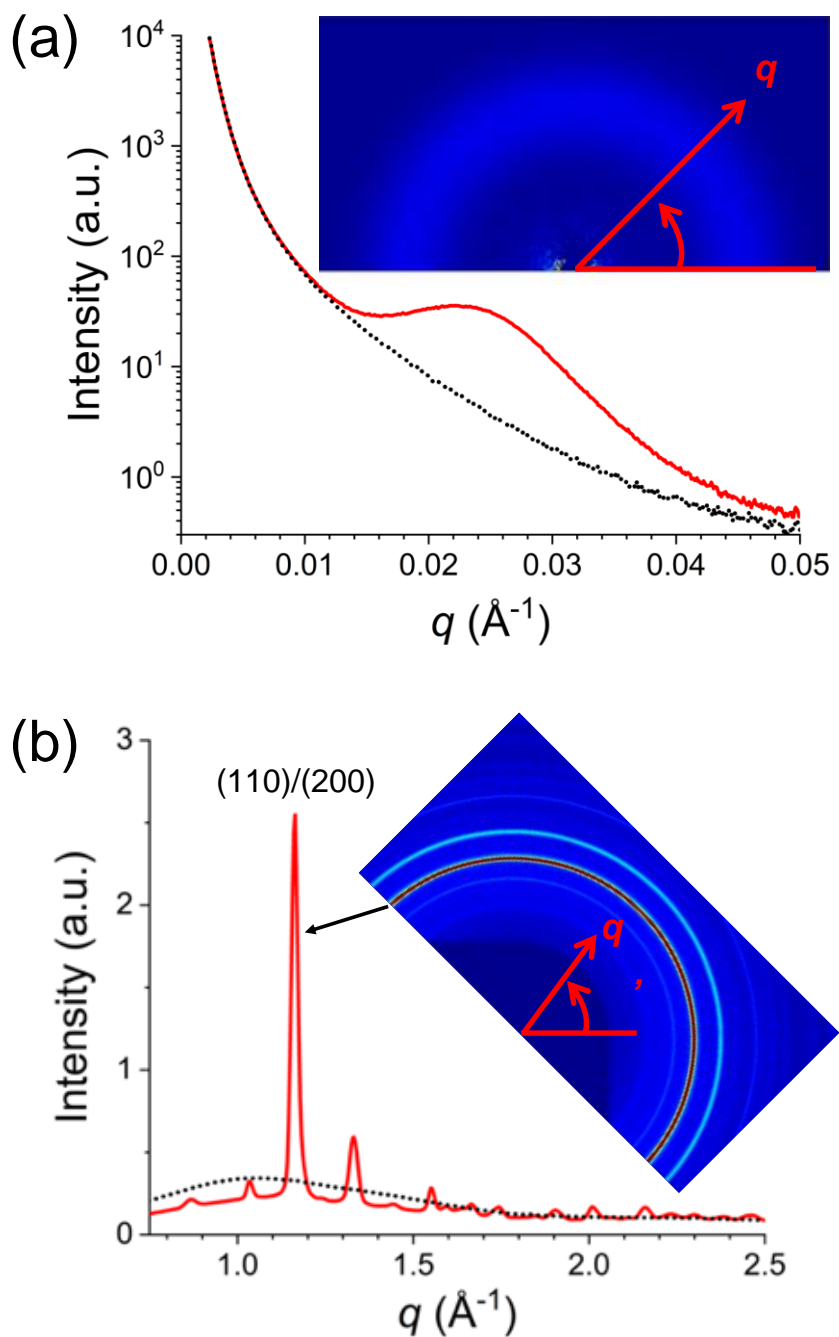 (a)
10⁴
10³
10²
10¹
10⁰
Intensity (a.u.)
q
0.00 0.01 0.02 0.03 0.04 0.05
q (Å⁻¹)
(b)
3
2
1
0
Intensity (a.u.)
(110)/(200)
q
,
1.0 1.5 2.0 2.5
q (Å⁻¹)